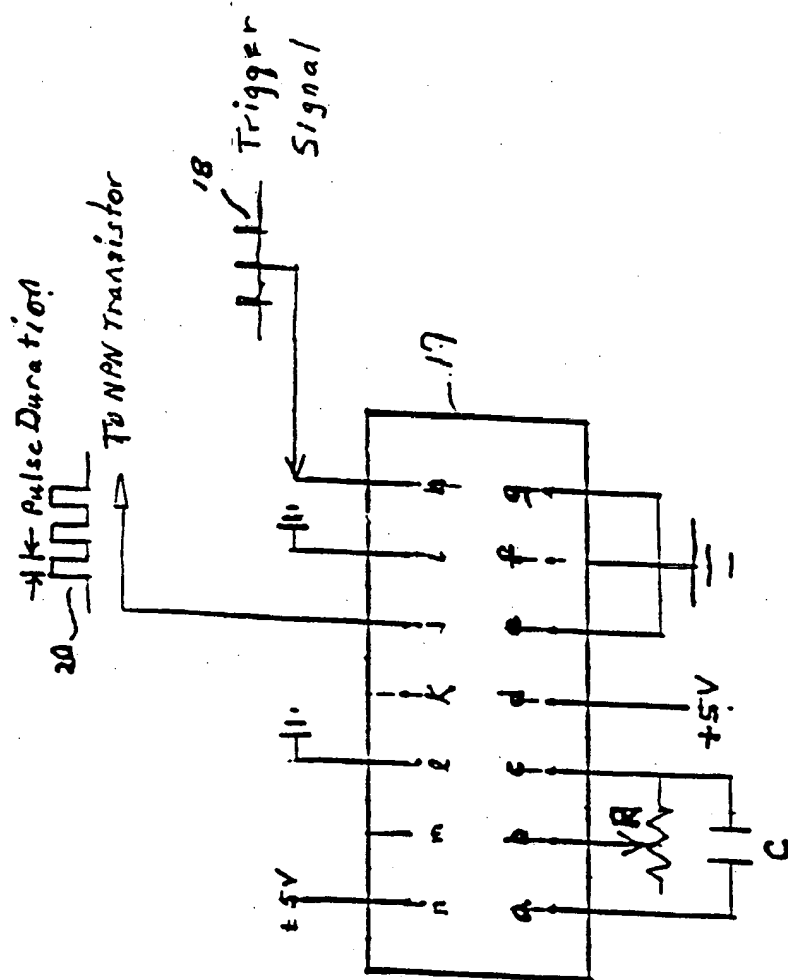 Pulse Duration
20
To NPN Transistor
18
Trigger
Signal
17
+5V
n m l k j i h
a b c d e f g
R
C
+5V